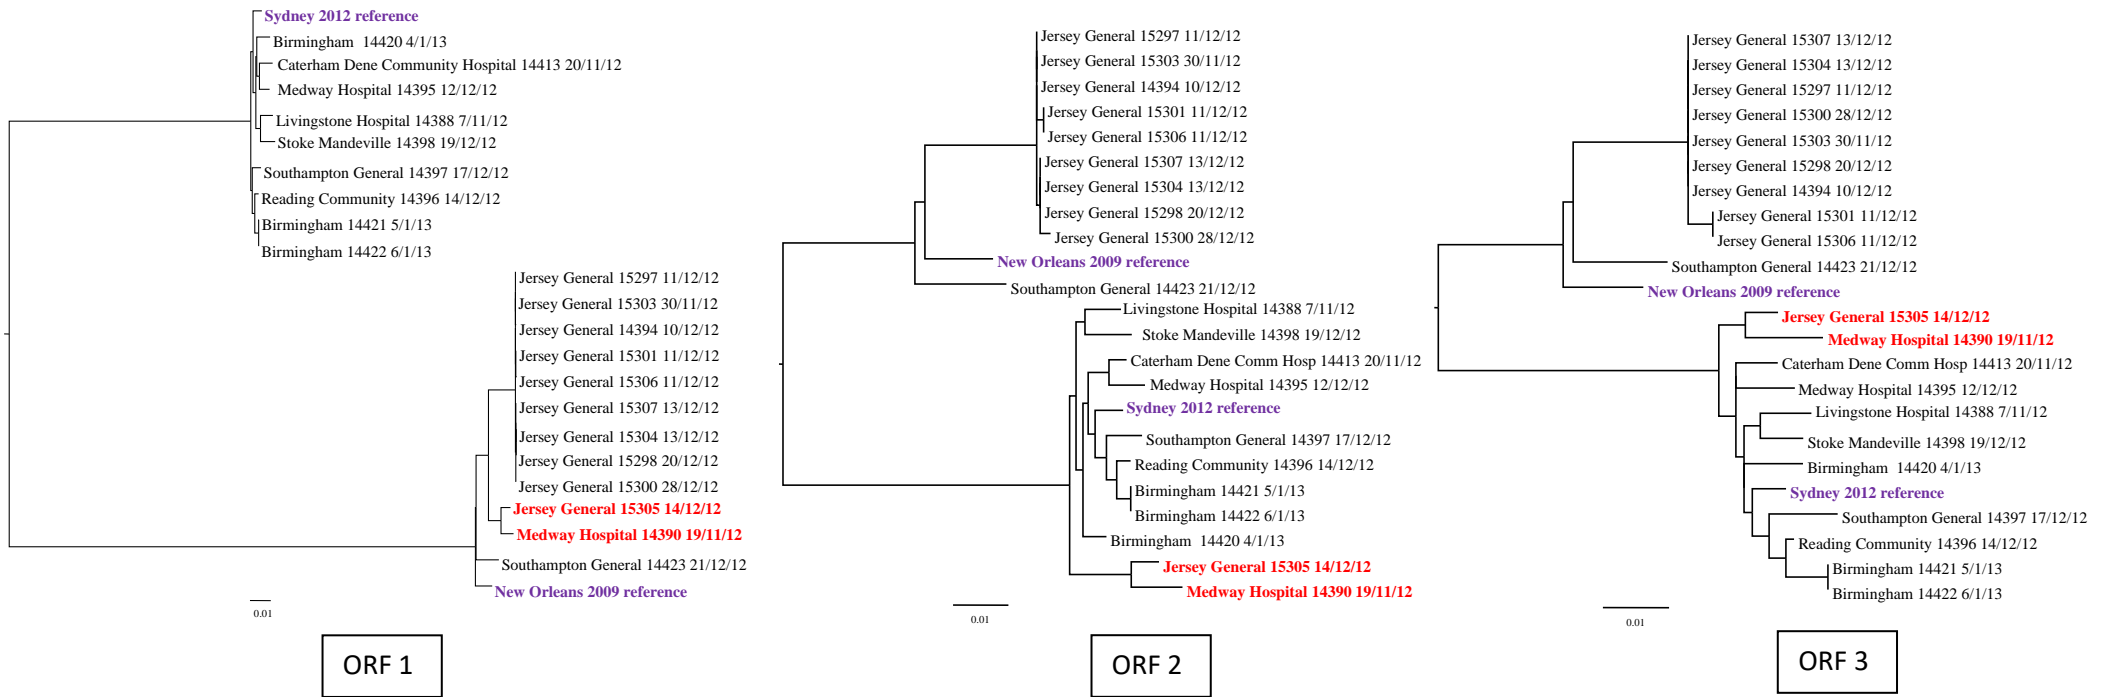 Sydney 2012 reference
Birmingham  14420 4/1/13
Caterham Dene Community Hospital 14413 20/11/12
Medway Hospital 14395 12/12/12
Livingstone Hospital 14388 7/11/12
Stoke Mandeville 14398 19/12/12
Southampton General 14397 17/12/12
Reading Community 14396 14/12/12
Birmingham 14421 5/1/13
Birmingham 14422 6/1/13
Jersey General 15297 11/12/12
Jersey General 15303 30/11/12
Jersey General 14394 10/12/12
Jersey General 15301 11/12/12
Jersey General 15306 11/12/12
Jersey General 15307 13/12/12
Jersey General 15304 13/12/12
Jersey General 15298 20/12/12
Jersey General 15300 28/12/12
Jersey General 15305 14/12/12
Medway Hospital 14390 19/11/12
Southampton General 14423 21/12/12
New Orleans 2009 reference
0.01
ORF 1
Jersey General 15297 11/12/12
Jersey General 15303 30/11/12
Jersey General 14394 10/12/12
Jersey General 15301 11/12/12
Jersey General 15306 11/12/12
Jersey General 15307 13/12/12
Jersey General 15304 13/12/12
Jersey General 15298 20/12/12
Jersey General 15300 28/12/12
New Orleans 2009 reference
Southampton General 14423 21/12/12
Livingstone Hospital 14388 7/11/12
Stoke Mandeville 14398 19/12/12
Caterham Dene Comm Hosp 14413 20/11/12
Medway Hospital 14395 12/12/12
Sydney 2012 reference
Southampton General 14397 17/12/12
Reading Community 14396 14/12/12
Birmingham 14421 5/1/13
Birmingham 14422 6/1/13
Birmingham  14420 4/1/13
Jersey General 15305 14/12/12
Medway Hospital 14390 19/11/12
0.01
ORF 2
Jersey General 15307 13/12/12
Jersey General 15304 13/12/12
Jersey General 15297 11/12/12
Jersey General 15300 28/12/12
Jersey General 15303 30/11/12
Jersey General 15298 20/12/12
Jersey General 14394 10/12/12
Jersey General 15301 11/12/12
Jersey General 15306 11/12/12
Southampton General 14423 21/12/12
New Orleans 2009 reference
Jersey General 15305 14/12/12
Medway Hospital 14390 19/11/12
Caterham Dene Comm Hosp 14413 20/11/12
Medway Hospital 14395 12/12/12
Livingstone Hospital 14388 7/11/12
Stoke Mandeville 14398 19/12/12
Birmingham  14420 4/1/13
Sydney 2012 reference
Southampton General 14397 17/12/12
Reading Community 14396 14/12/12
Birmingham 14421 5/1/13
Birmingham 14422 6/1/13
0.01
ORF 3